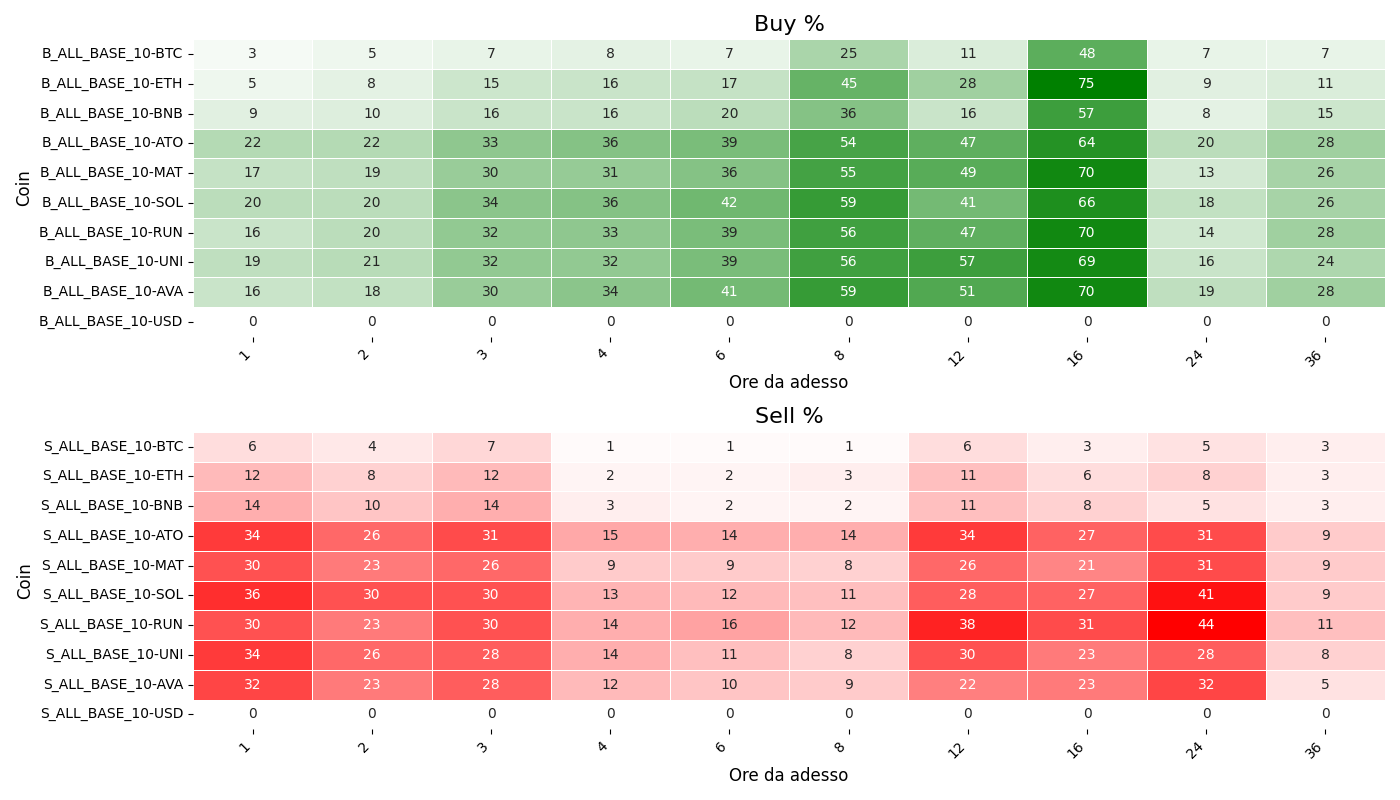 Buy %
Coin
B_ALL_BASE_10-BTC 3 5 7 8 7 25 11 48 7 7
B_ALL_BASE_10-ETH 5 8 15 16 17 45 28 75 9 11
B_ALL_BASE_10-BNB 9 10 16 16 20 36 16 57 8 15
B_ALL_BASE_10-ATO 22 22 33 36 39 54 47 64 20 28
B_ALL_BASE_10-MAT 17 19 30 31 36 55 49 70 13 26
B_ALL_BASE_10-SOL 20 20 34 36 42 59 41 66 18 26
B_ALL_BASE_10-RUN 16 20 32 33 39 56 47 70 14 28
B_ALL_BASE_10-UNI 19 21 32 32 39 56 57 69 16 24
B_ALL_BASE_10-AVA 16 18 30 34 41 59 51 70 19 28
B_ALL_BASE_10-USD 0 0 0 0 0 0 0 0 0 0
1 2 3 4 6 8 12 16 24 36
Ore da adesso
Sell %
Coin
S_ALL_BASE_10-BTC 6 4 7 1 1 1 6 3 5 3
S_ALL_BASE_10-ETH 12 8 12 2 2 3 11 6 8 3
S_ALL_BASE_10-BNB 14 10 14 3 2 2 11 8 5 3
S_ALL_BASE_10-ATO 34 26 31 15 14 14 34 27 31 9
S_ALL_BASE_10-MAT 30 23 26 9 9 8 26 21 31 9
S_ALL_BASE_10-SOL 36 30 30 13 12 11 28 27 41 9
S_ALL_BASE_10-RUN 30 23 30 14 16 12 38 31 44 11
S_ALL_BASE_10-UNI 34 26 28 14 11 8 30 23 28 8
S_ALL_BASE_10-AVA 32 23 28 12 10 9 22 23 32 5
S_ALL_BASE_10-USD 0 0 0 0 0 0 0 0 0 0
1 2 3 4 6 8 12 16 24 36
Ore da adesso